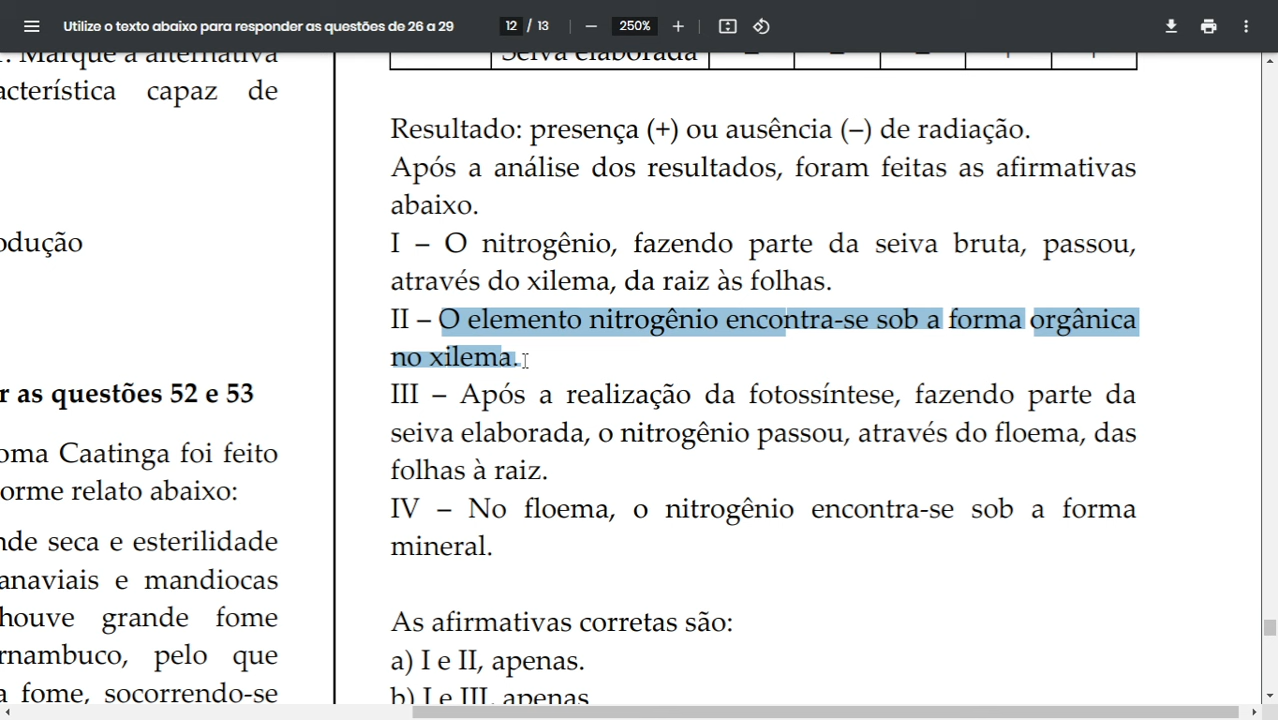 Utilize o texto abaixo para responder as questões de 26 a 29
12 / 13
250%
1. Marque a alternativa
acterística capaz de
odução
r as questões 52 e 53
oma Caatinga foi feito
orme relato abaixo:
nde seca e esterilidade
anaviais e mandiocas
houve grande fome
rnambuco, pelo que
a fome, socorrendo-se
Seiva elaborada – – – + +
Resultado: presença (+) ou ausência (–) de radiação.
Após a análise dos resultados, foram feitas as afirmativas
abaixo.
I – O nitrogênio, fazendo parte da seiva bruta, passou,
através do xilema, da raiz às folhas.
II – O elemento nitrogênio encontra-se sob a forma orgânica
no xilema.
III – Após a realização da fotossíntese, fazendo parte da
seiva elaborada, o nitrogênio passou, através do floema, das
folhas à raiz.
IV – No floema, o nitrogênio encontra-se sob a forma
mineral.
As afirmativas corretas são:
a) I e II, apenas.
b) I e III, apenas